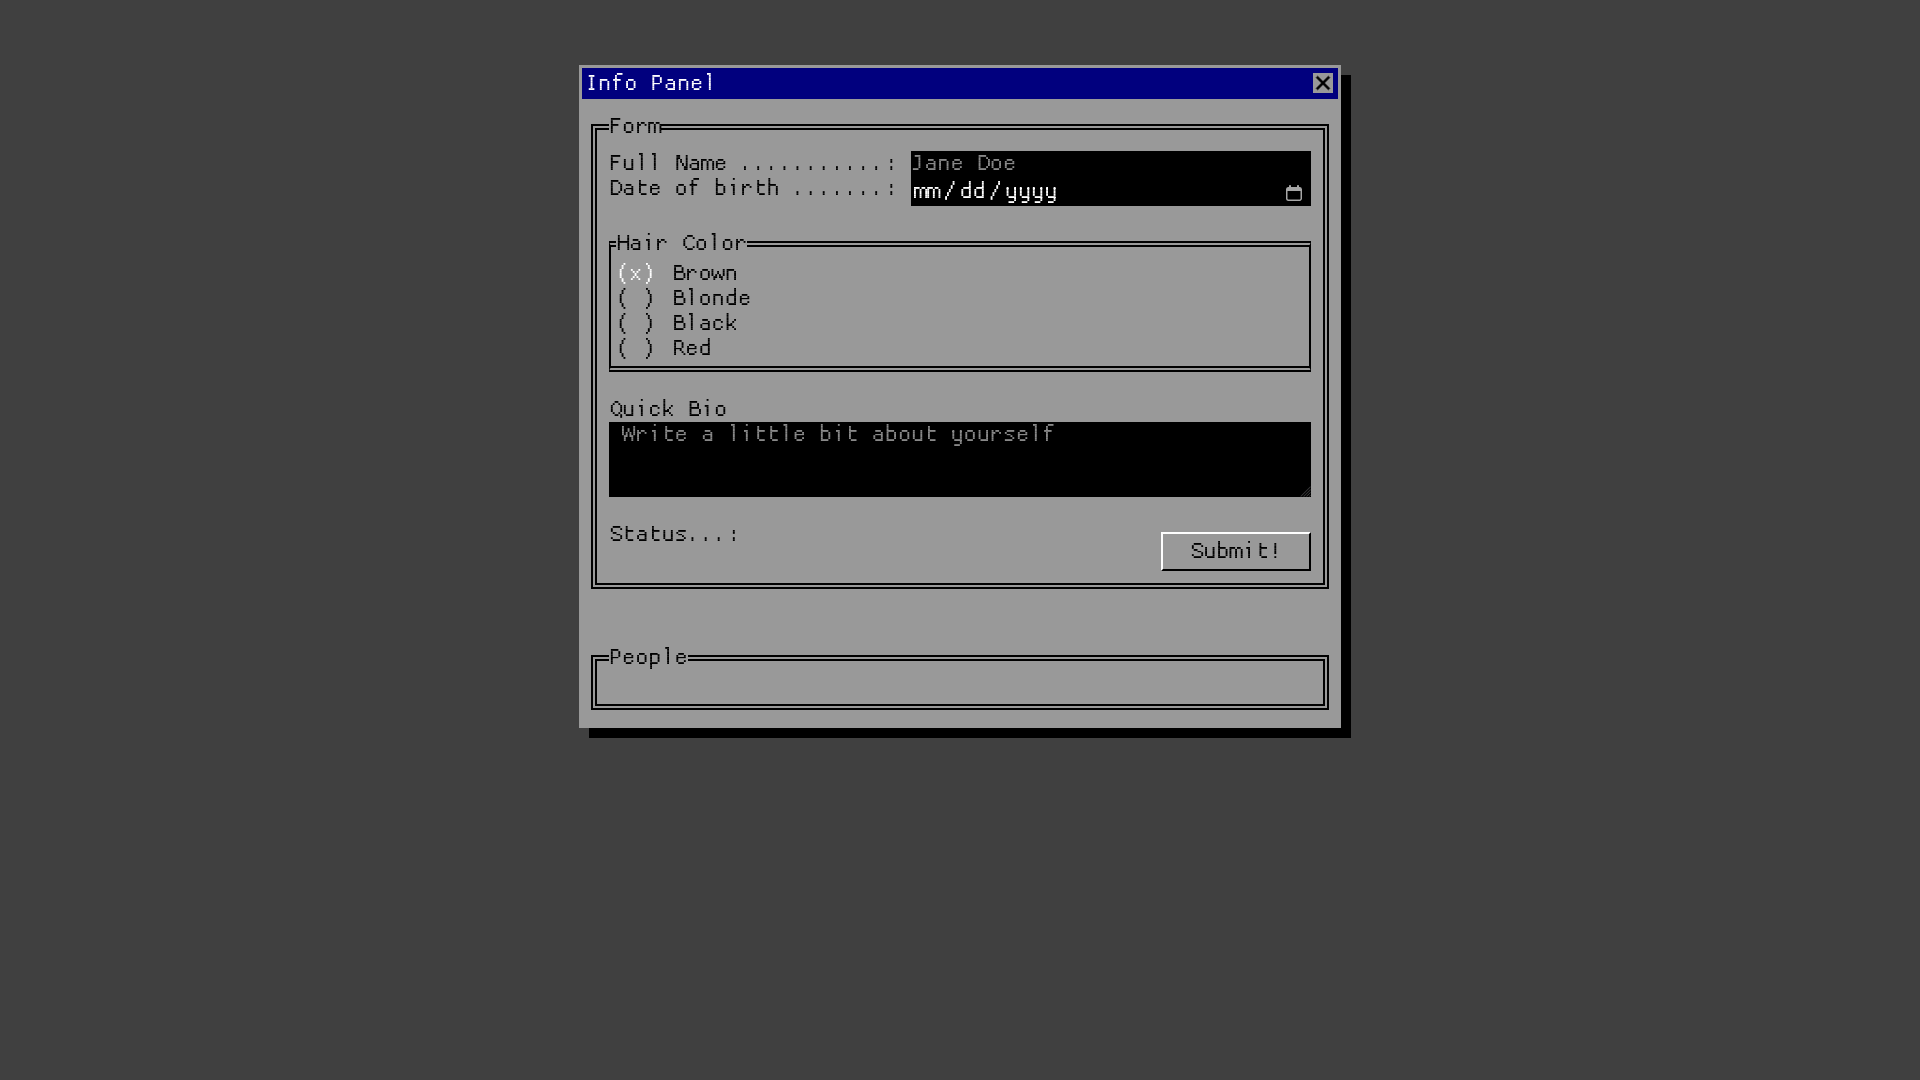 Info Panel
Form
Full Name ...........: Jane Doe
Date of birth .......: mm/dd/yyyy
Hair Color
(x) Brown
( ) Blonde
( ) Black
( ) Red
Quick Bio
Write a little bit about yourself
Status...:
Submit!
People